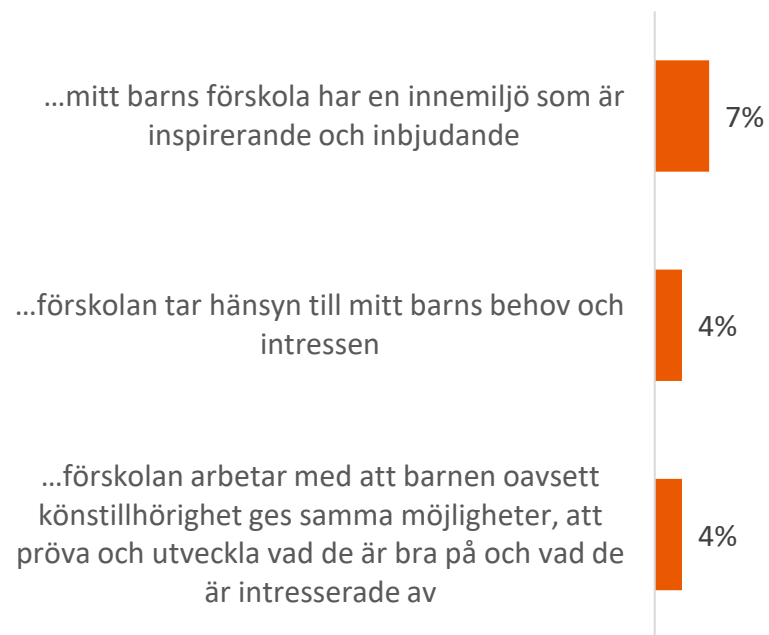 ...mitt barns förskola har en innemiljö som är
inspirerande och inbjudande
7%
...förskolan tar hänsyn till mitt barns behov och
intressen
4%
...förskolan arbetar med att barnen oavsett
könstillhörighet ges samma möjligheter, att
pröva och utveckla vad de är bra på och vad de
är intresserade av
4%